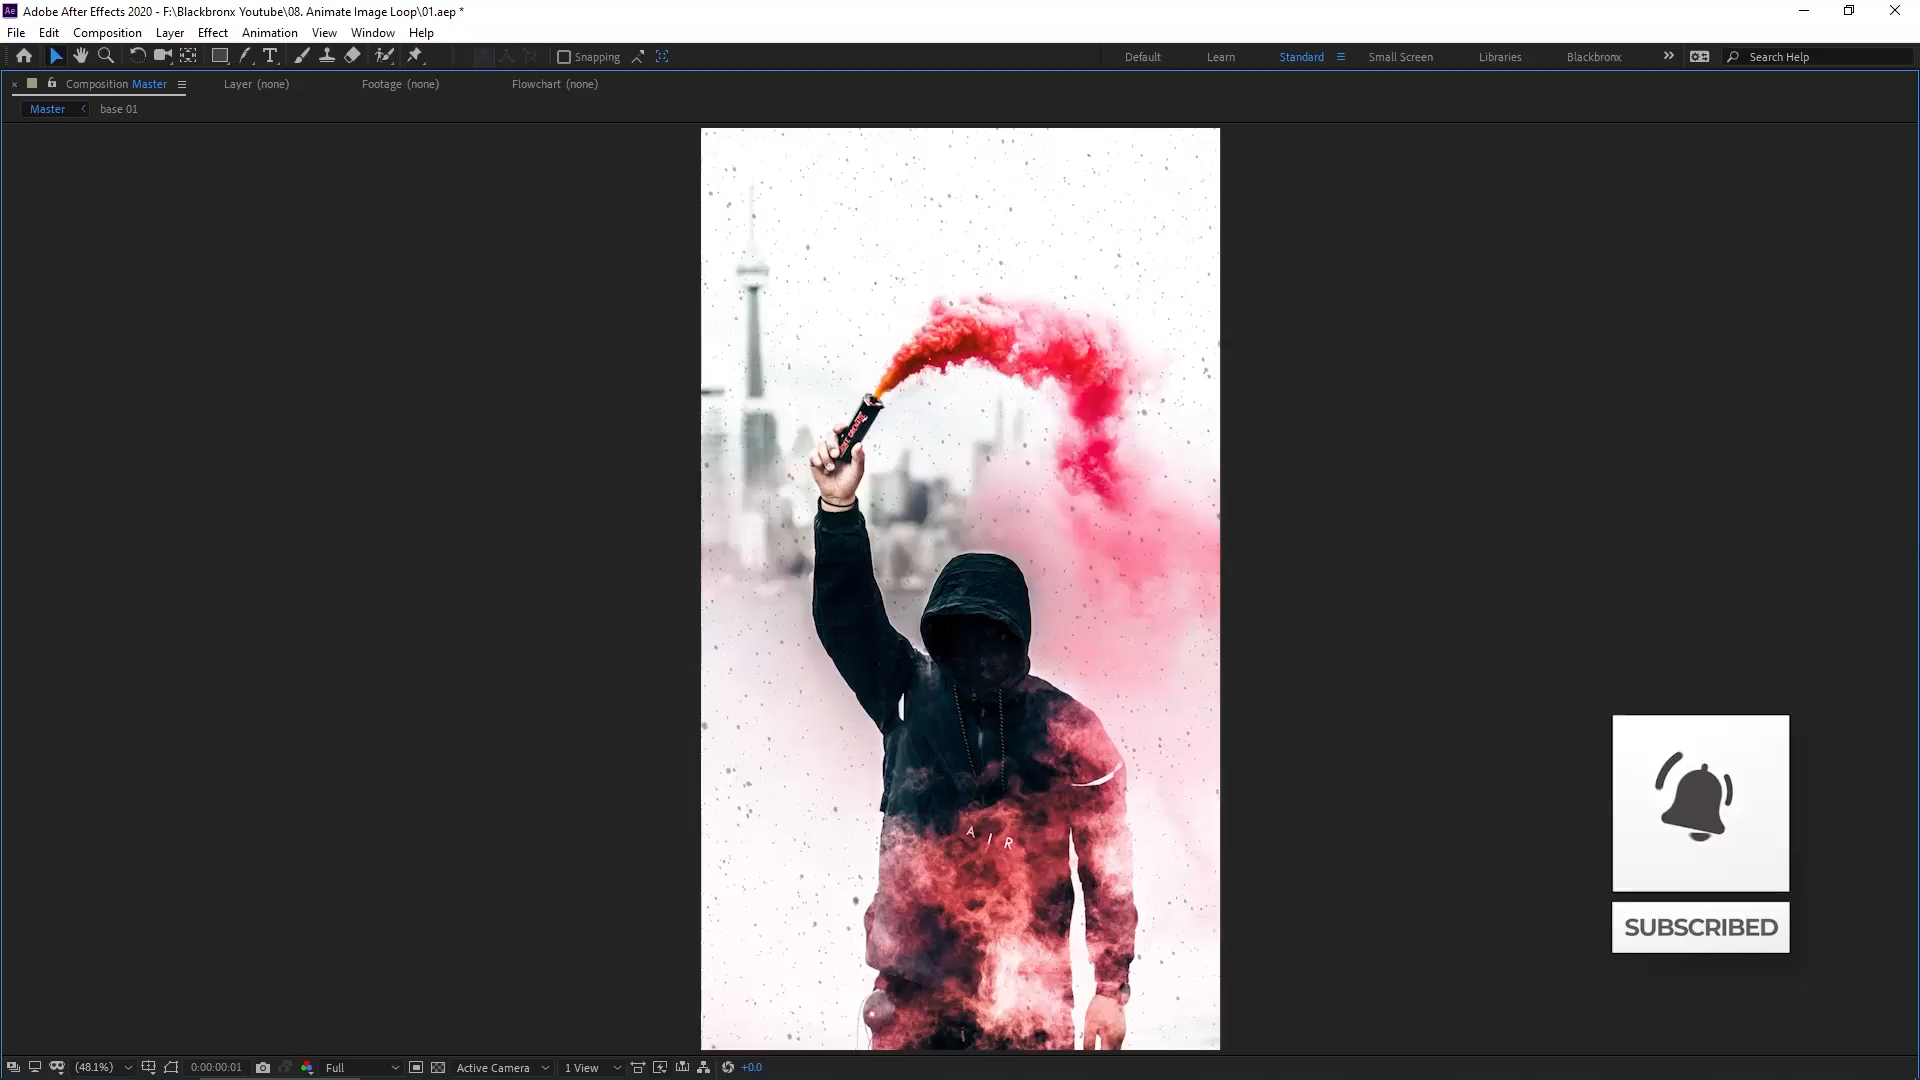 Ae Adobe After Effects 2020 - F:\Blackbronx Youtube\08. Animate Image Loop\01.aep *
File Edit Composition Layer Effect Animation View Window Help
Snapping Default Learn Standard Small Screen Libraries Blackbronx Search Help
Composition Master Layer (none) Footage (none) Flowchart (none)
Master base 01
AIR
SUBSCRIBED
(48.1%) 0:00:00:01 Full Active Camera 1 View +0.0